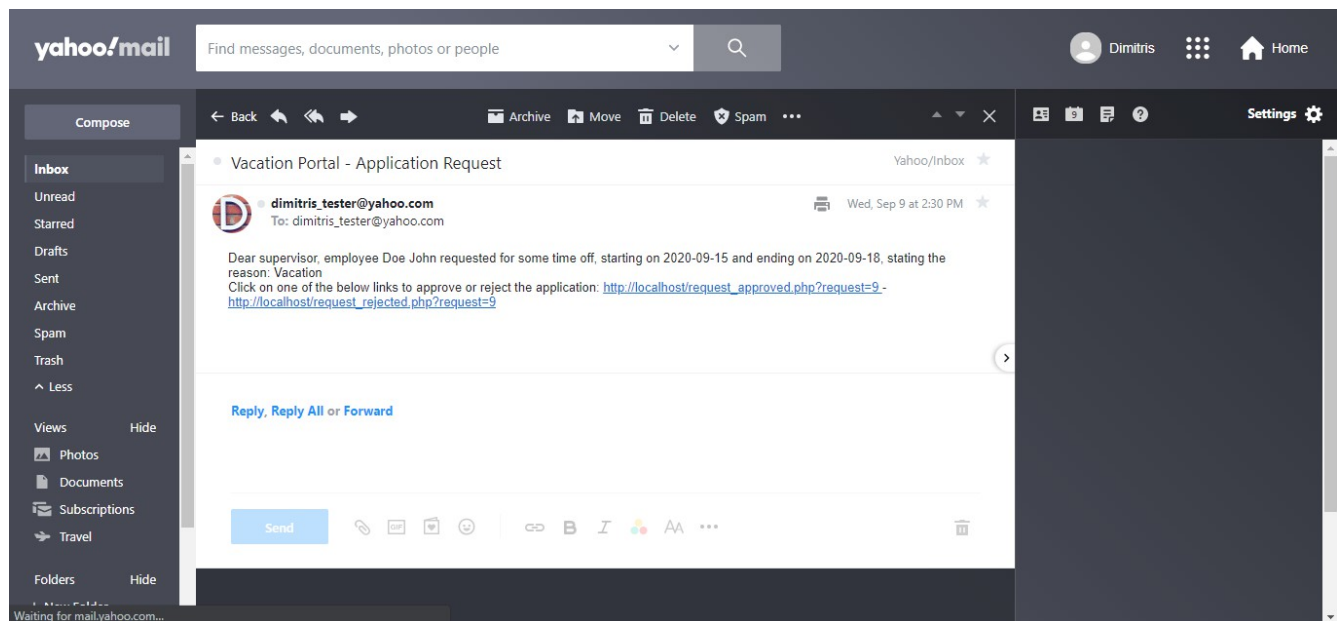 yahoo!mail
Find messages, documents, photos or people
Dimitris
Home
Compose
Back
Archive
Move
Delete
Spam
9
Settings
Inbox
Unread
Starred
Drafts
Sent
Archive
Spam
Trash
Less
Views Hide
Photos
Documents
Subscriptions
Travel
Folders Hide
Vacation Portal - Application Request
Yahoo/Inbox
D
dimitris_tester@yahoo.com
Wed, Sep 9 at 2:30 PM
To: dimitris_tester@yahoo.com
Dear supervisor, employee Doe John requested for some time off, starting on 2020-09-15 and ending on 2020-09-18, stating the
reason: Vacation
Click on one of the below links to approve or reject the application: http://localhost/request_approved.php?request=9 -
http://localhost/request_rejected.php?request=9
Reply, Reply All or Forward
Send
GIF
B I AA
Waiting for mail.yahoo.com...